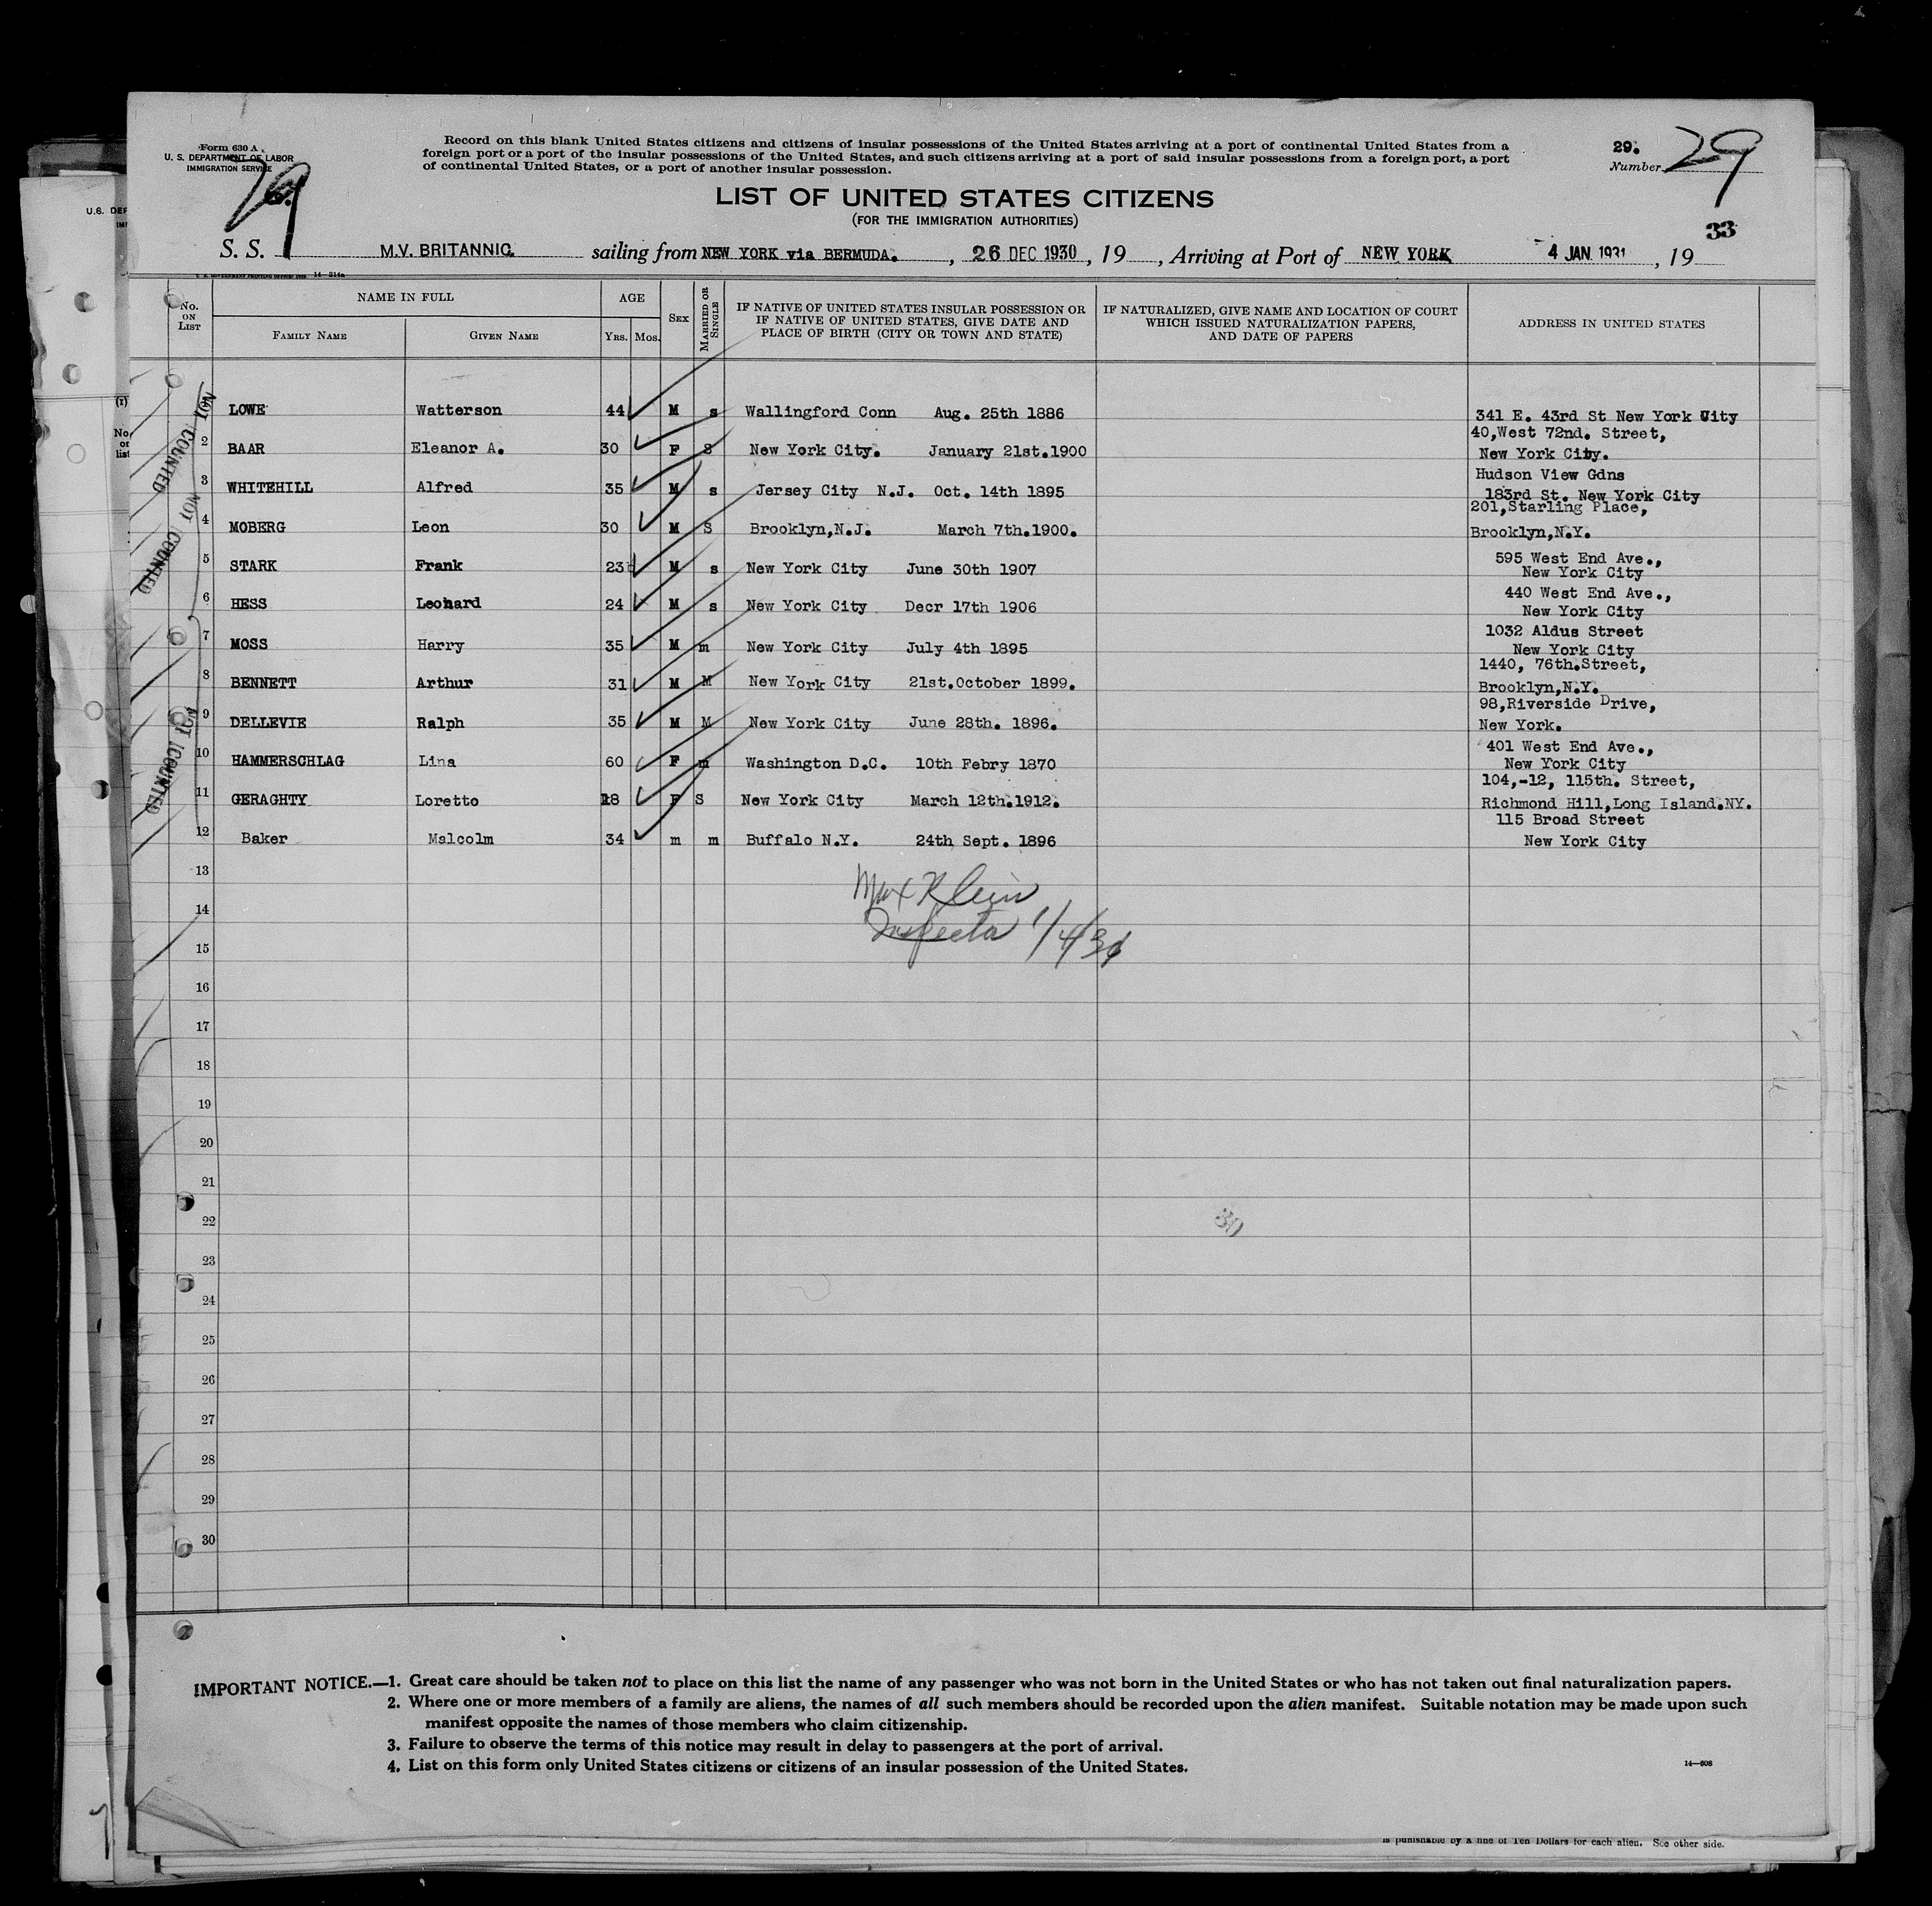 Form 630 A
U. S. DEPARTMENT OF LABOR
IMMIGRATION SERVICE
Record on this blank United States citizens and citizens of insular possessions of the United States arriving at a port of continental United States from a
foreign port or a port of the insular possessions of the United States, and such citizens arriving at a port of said insular possessions from a foreign port, a port
of continental United States, or a port of another insular possession.
29.
Number 29
LIST OF UNITED STATES CITIZENS
(FOR THE IMMIGRATION AUTHORITIES)
33
S. S. M.V. BRITANNIC. sailing from NEW YORK via BERMUDA. , 26 DEC 1930 , 19 , Arriving at Port of NEW YORK 4 JAN. 1931 , 19
No. ON LIST
NAME IN FULL
FAMILY NAME GIVEN NAME
AGE
YRS. MOS.
SEX
MARRIED OR SINGLE
IF NATIVE OF UNITED STATES INSULAR POSSESSION OR
IF NATIVE OF UNITED STATES, GIVE DATE AND
PLACE OF BIRTH (CITY OR TOWN AND STATE)
IF NATURALIZED, GIVE NAME AND LOCATION OF COURT
WHICH ISSUED NATURALIZATION PAPERS,
AND DATE OF PAPERS
ADDRESS IN UNITED STATES
NOT COUNTED
NOT COUNTED
NOT COUNTED
LOWE Watterson 44 M s Wallingford Conn Aug. 25th 1886 341 E. 43rd St New York City
2 BAAR Eleanor A. 30 F S New York City. January 21st.1900 40,West 72nd. Street,
New York City.
3 WHITEHILL Alfred 35 M s Jersey City N.J. Oct. 14th 1895 Hudson View Gdns
183rd St. New York City
4 MOBERG Leon 30 M S Brooklyn,N.J. March 7th.1900. 201,Starling Place,
Brooklyn,N.Y.
5 STARK Frank 23 M s New York City June 30th 1907 595 West End Ave.,
New York City
6 HESS Leonard 24 M s New York City Decr 17th 1906 440 West End Ave.,
New York City
7 MOSS Harry 35 M m New York City July 4th 1895 1032 Aldus Street
New York City
8 BENNETT Arthur 31 M M New York City 21st.October 1899. 1440, 76th.Street,
Brooklyn,N.Y.
9 DELLEVIE Ralph 35 M M New York City June 28th. 1896. 98,Riverside Drive,
New York.
10 HAMMERSCHLAG Lina 60 F m Washington D.C. 10th Febry 1870 401 West End Ave.,
New York City
11 GERAGHTY Loretto 18 F S New York City March 12th.1912. 104,-12, 115th. Street,
Richmond Hill,Long Island.NY.
12 Baker Malcolm 34 m m Buffalo N.Y. 24th Sept. 1896 115 Broad Street
New York City
13
Max Klein
14
Inspector 1/4/31
15
16
17
18
19
20
21
22
30
23
24
25
26
27
28
29
30
IMPORTANT NOTICE.—1. Great care should be taken not to place on this list the name of any passenger who was not born in the United States or who has not taken out final naturalization papers.
2. Where one or more members of a family are aliens, the names of all such members should be recorded upon the alien manifest. Suitable notation may be made upon such
manifest opposite the names of those members who claim citizenship.
3. Failure to observe the terms of this notice may result in delay to passengers at the port of arrival.
4. List on this form only United States citizens or citizens of an insular possession of the United States.
14—608
is punishable by a fine of Ten Dollars for each alien. See other side.